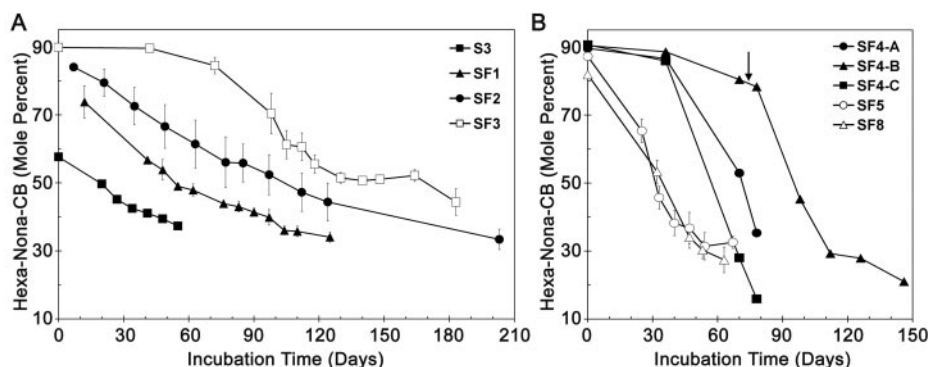 A
Hexa-Nona-CB (Mole Percent)
90
70
50
30
10
S3
SF1
SF2
SF3
0 30 60 90 120 150 180 210
Incubation Time (Days)
B
Hexa-Nona-CB (Mole Percent)
90
70
50
30
10
SF4-A
SF4-B
SF4-C
SF5
SF8
0 30 60 90 120 150
Incubation Time (Days)